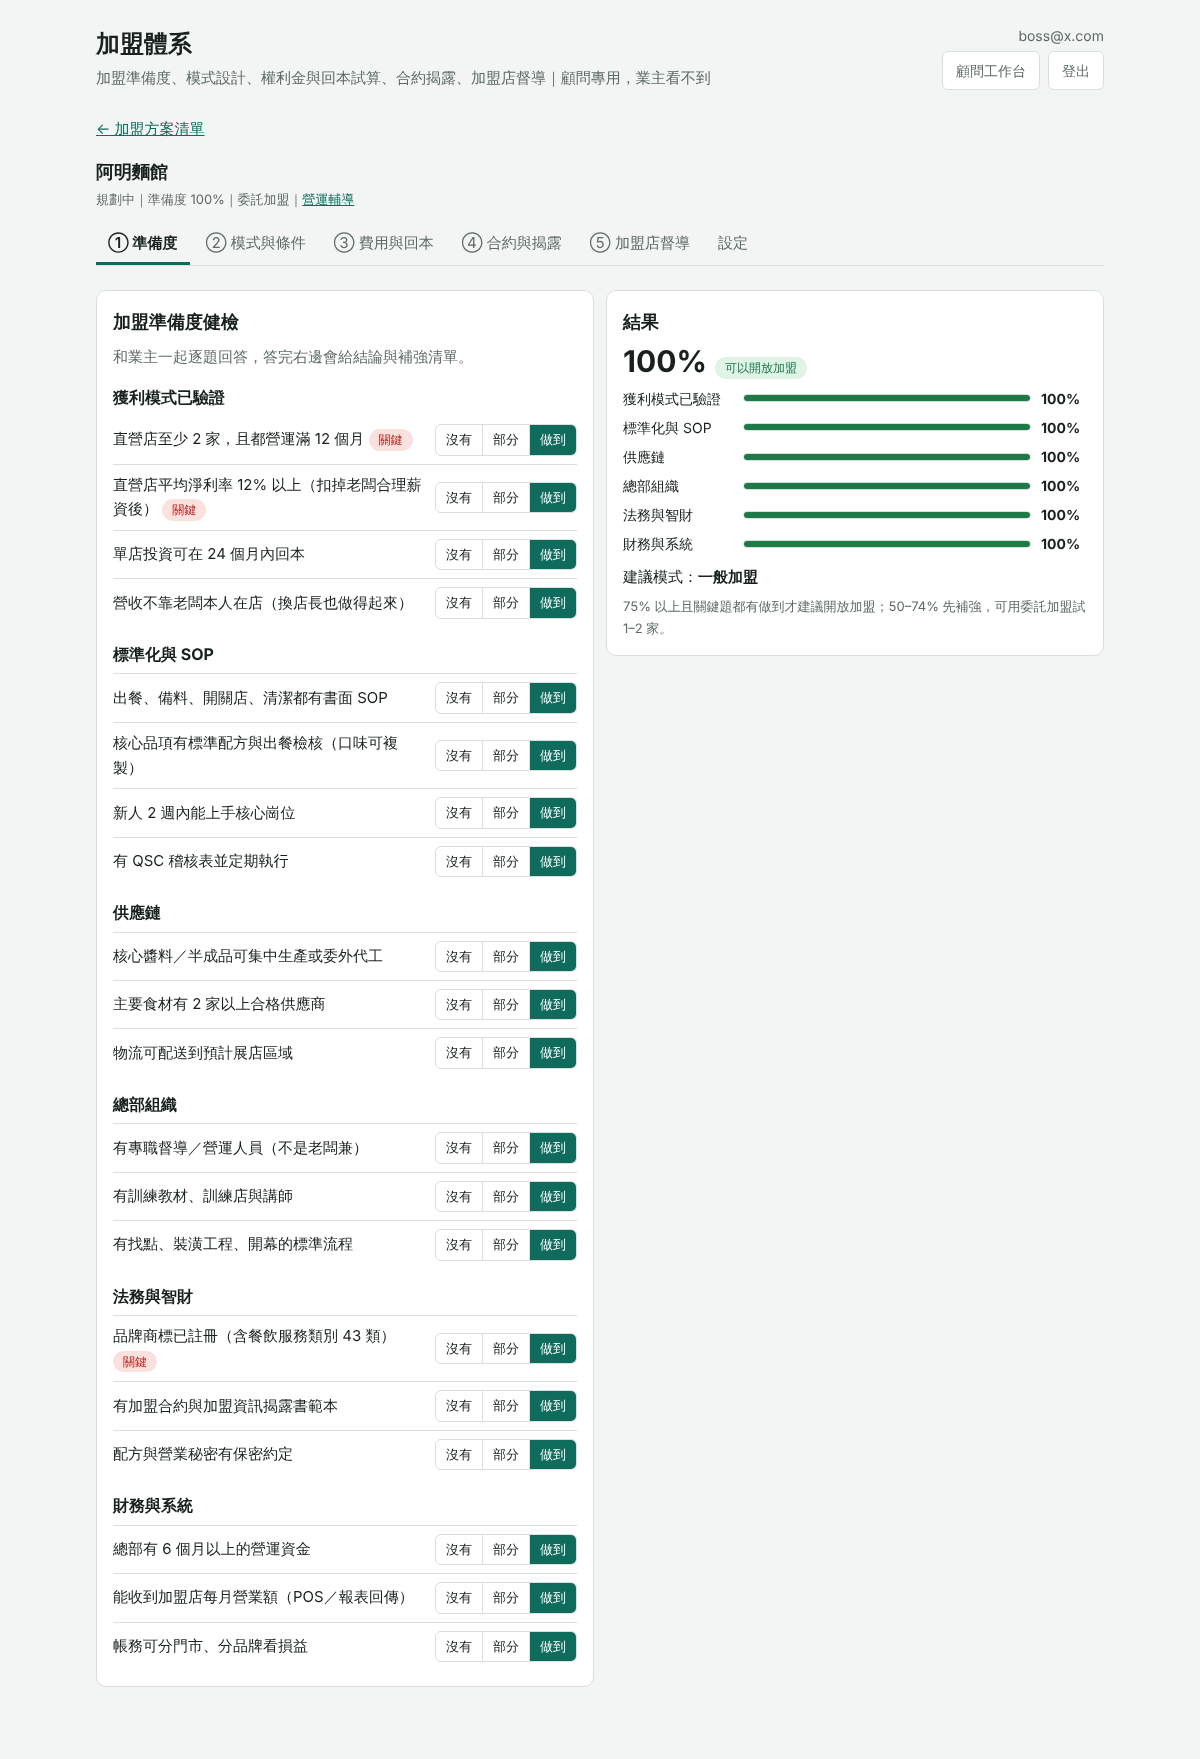 加盟體系
加盟準備度、模式設計、權利金與回本試算、合約揭露、加盟店督導｜顧問專用，業主看不到
boss@x.com
顧問工作台
登出
← 加盟方案清單
阿明麵館
規劃中｜準備度 100%｜委託加盟｜營運輔導
① 準備度
② 模式與條件
③ 費用與回本
④ 合約與揭露
⑤ 加盟店督導
設定
加盟準備度健檢
和業主一起逐題回答，答完右邊會給結論與補強清單。
獲利模式已驗證
直營店至少 2 家，且都營運滿 12 個月 關鍵 沒有 部分 做到
直營店平均淨利率 12% 以上（扣掉老闆合理薪
資後） 關鍵 沒有 部分 做到
單店投資可在 24 個月內回本 沒有 部分 做到
營收不靠老闆本人在店（換店長也做得起來） 沒有 部分 做到
標準化與 SOP
出餐、備料、開關店、清潔都有書面 SOP 沒有 部分 做到
核心品項有標準配方與出餐檢核（口味可複
製） 沒有 部分 做到
新人 2 週內能上手核心崗位 沒有 部分 做到
有 QSC 稽核表並定期執行 沒有 部分 做到
供應鏈
核心醬料／半成品可集中生產或委外代工 沒有 部分 做到
主要食材有 2 家以上合格供應商 沒有 部分 做到
物流可配送到預計展店區域 沒有 部分 做到
總部組織
有專職督導／營運人員（不是老闆兼） 沒有 部分 做到
有訓練教材、訓練店與講師 沒有 部分 做到
有找點、裝潢工程、開幕的標準流程 沒有 部分 做到
法務與智財
品牌商標已註冊（含餐飲服務類別 43 類）
關鍵 沒有 部分 做到
有加盟合約與加盟資訊揭露書範本 沒有 部分 做到
配方與營業秘密有保密約定 沒有 部分 做到
財務與系統
總部有 6 個月以上的營運資金 沒有 部分 做到
能收到加盟店每月營業額（POS／報表回傳） 沒有 部分 做到
帳務可分門市、分品牌看損益 沒有 部分 做到
結果
100% 可以開放加盟
獲利模式已驗證 100%
標準化與 SOP 100%
供應鏈 100%
總部組織 100%
法務與智財 100%
財務與系統 100%
建議模式：一般加盟
75% 以上且關鍵題都有做到才建議開放加盟；50–74% 先補強，可用委託加盟試
1–2 家。